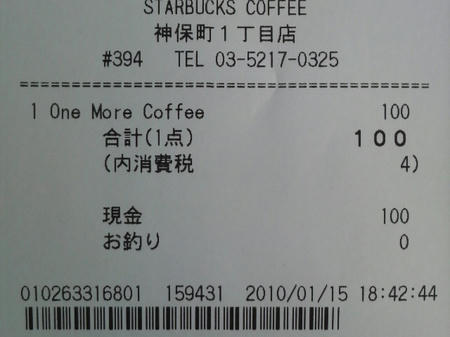 STARBUCKS COFFEE
神保町1丁目店
#394 TEL 03-5217-0325
1 One More Coffee 100
合計(1点) 100
(内消費税 4)
現金 100
お釣り 0
010263316801 159431 2010/01/15 18:42:44